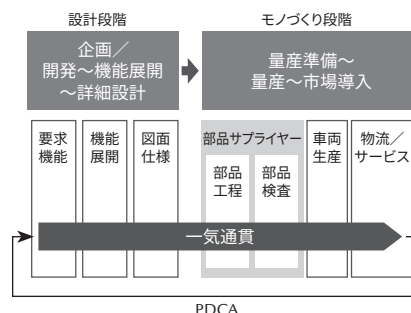 設計段階
モノづくり段階
企画／
開発～機能展開
～詳細設計
量産準備～
量産～市場導入
要求
機能
機能
展開
図面
仕様
部品サプライヤー
部品
工程
部品
検査
車両
生産
物流／
サービス
一気通貫
PDCA